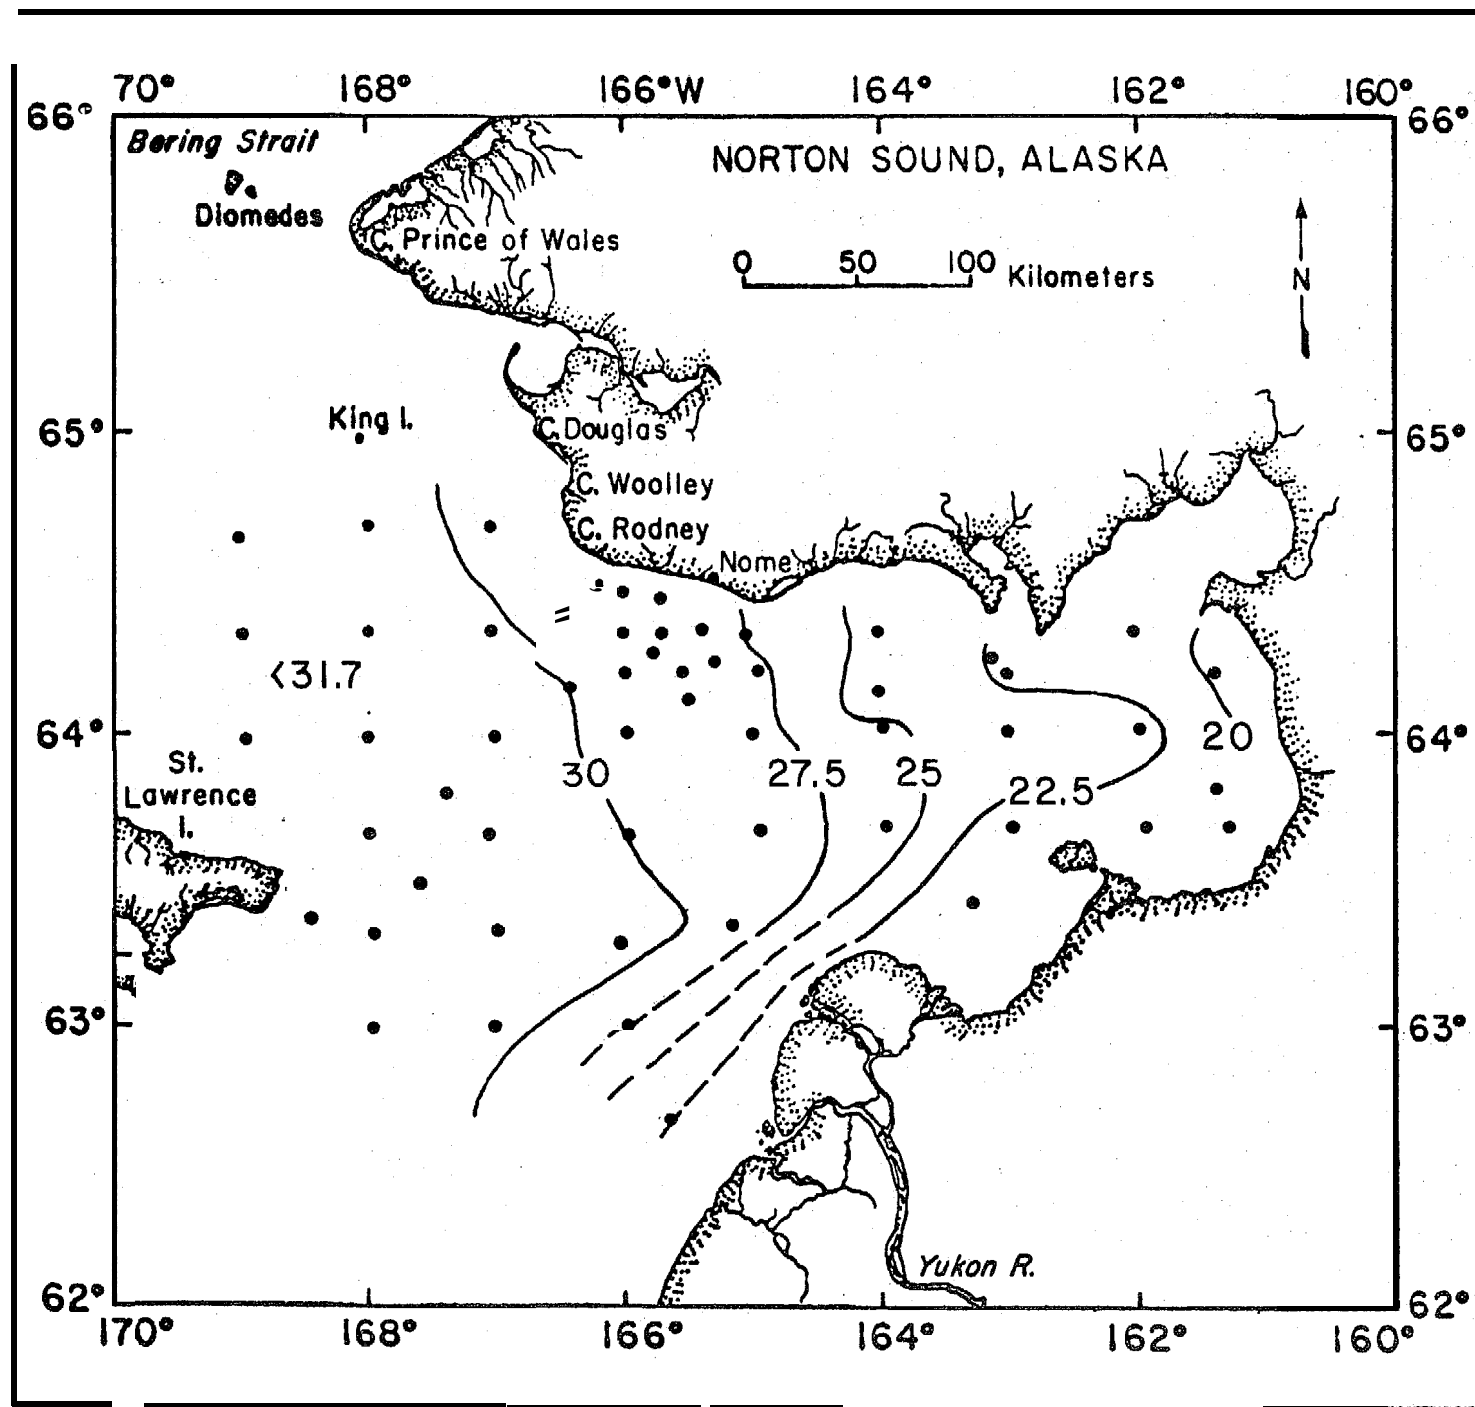 70° 168° 166°W 164° 162° 160°
66° 66°
Bering Strait
NORTON SOUND, ALASKA
Diomedes
C. Prince of Wales
0 50 100 Kilometers
N
King I.
65° C. Douglas 65°
C. Woolley
C. Rodney
Nome
<31.7
64° 20 64°
St.
Lawrence
I.
30 27.5 25 22.5
63° 63°
Yukon R.
62° 62°
170° 168° 166° 164° 162° 160°